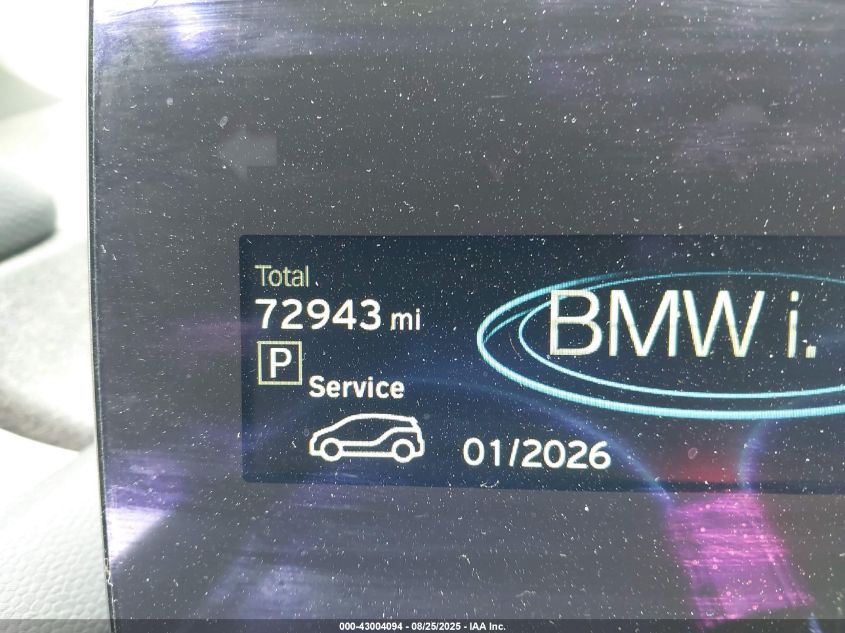 Total
72943 mi
P
Service
01/2026
BMW i.
000-43004094 - 08/25/2025 - IAA Inc.